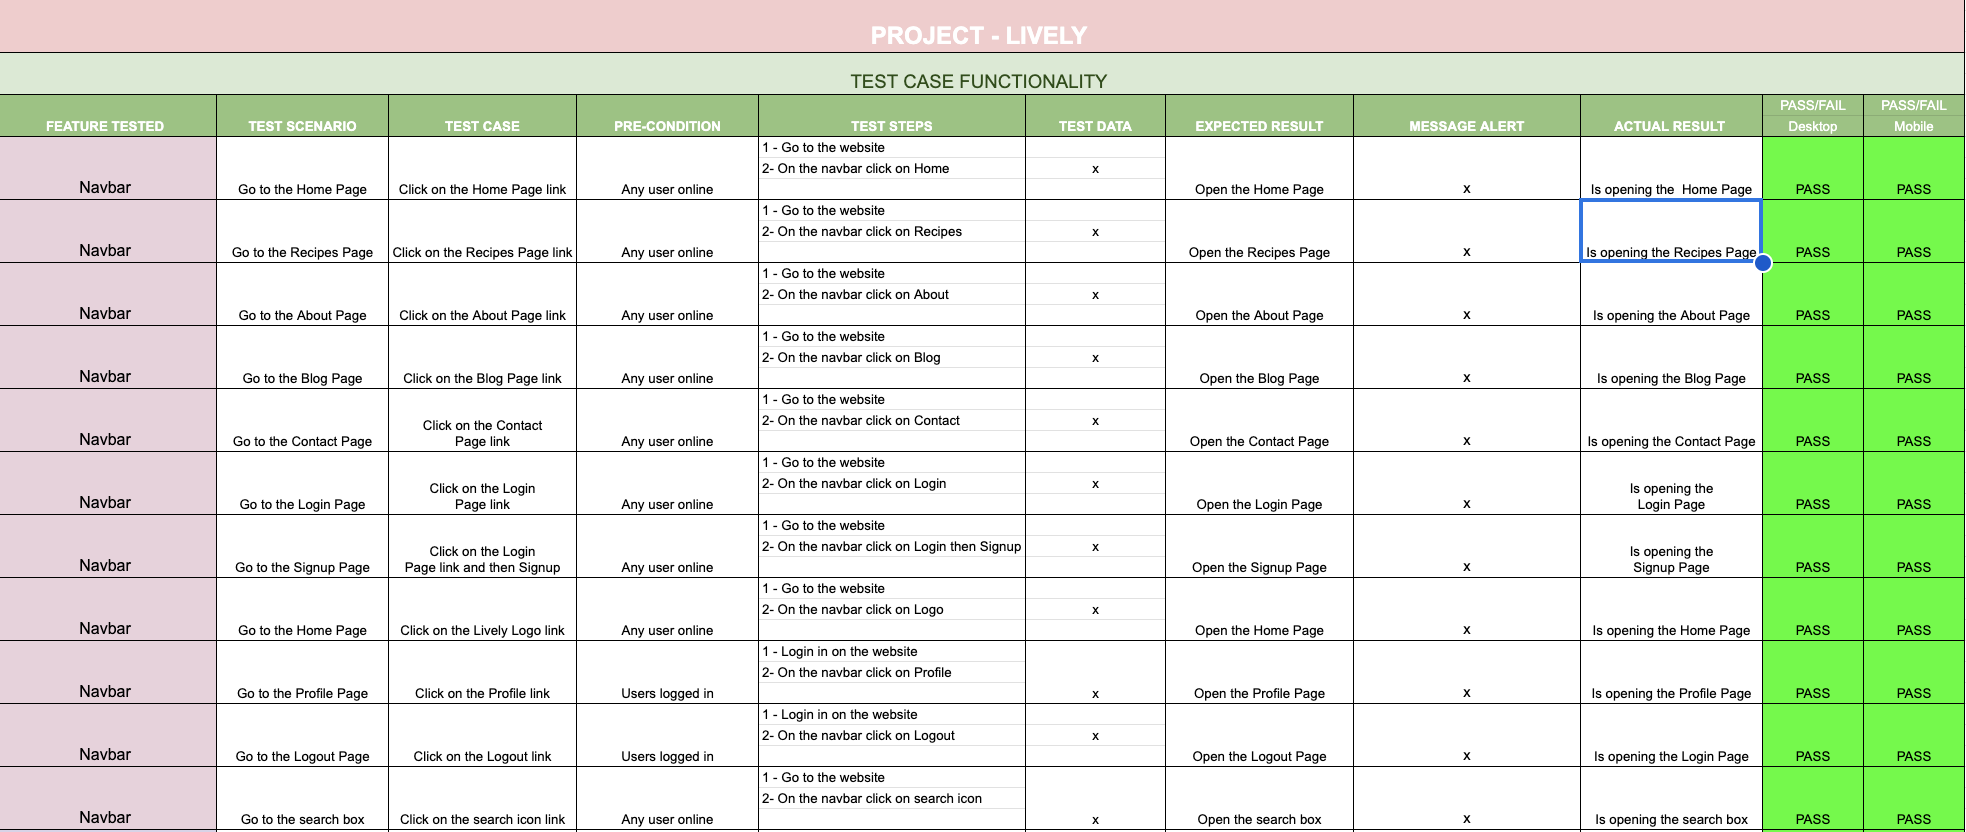 PROJECT - LIVELY
TEST CASE FUNCTIONALITY
FEATURE TESTED
TEST SCENARIO
TEST CASE
PRE-CONDITION
TEST STEPS
TEST DATA
EXPECTED RESULT
MESSAGE ALERT
ACTUAL RESULT
PASS/FAIL
Desktop
PASS/FAIL
Mobile
Navbar
Go to the Home Page
Click on the Home Page link
Any user online
1 - Go to the website
2- On the navbar click on Home
x
Open the Home Page
x
Is opening the  Home Page
PASS
PASS
Navbar
Go to the Recipes Page
Click on the Recipes Page link
Any user online
1 - Go to the website
2- On the navbar click on Recipes
x
Open the Recipes Page
x
Is opening the Recipes Page
PASS
PASS
Navbar
Go to the About Page
Click on the About Page link
Any user online
1 - Go to the website
2- On the navbar click on About
x
Open the About Page
x
Is opening the About Page
PASS
PASS
Navbar
Go to the Blog Page
Click on the Blog Page link
Any user online
1 - Go to the website
2- On the navbar click on Blog
x
Open the Blog Page
x
Is opening the Blog Page
PASS
PASS
Navbar
Go to the Contact Page
Click on the Contact
Page link
Any user online
1 - Go to the website
2- On the navbar click on Contact
x
Open the Contact Page
x
Is opening the Contact Page
PASS
PASS
Navbar
Go to the Login Page
Click on the Login
Page link
Any user online
1 - Go to the website
2- On the navbar click on Login
x
Open the Login Page
x
Is opening the
Login Page
PASS
PASS
Navbar
Go to the Signup Page
Click on the Login
Page link and then Signup
Any user online
1 - Go to the website
2- On the navbar click on Login then Signup
x
Open the Signup Page
x
Is opening the
Signup Page
PASS
PASS
Navbar
Go to the Home Page
Click on the Lively Logo link
Any user online
1 - Go to the website
2- On the navbar click on Logo
x
Open the Home Page
x
Is opening the Home Page
PASS
PASS
Navbar
Go to the Profile Page
Click on the Profile link
Users logged in
1 - Login in on the website
2- On the navbar click on Profile
x
Open the Profile Page
x
Is opening the Profile Page
PASS
PASS
Navbar
Go to the Logout Page
Click on the Logout link
Users logged in
1 - Login in on the website
2- On the navbar click on Logout
x
Open the Logout Page
x
Is opening the Login Page
PASS
PASS
Navbar
Go to the search box
Click on the search icon link
Any user online
1 - Go to the website
2- On the navbar click on search icon
x
Open the search box
x
Is opening the search box
PASS
PASS